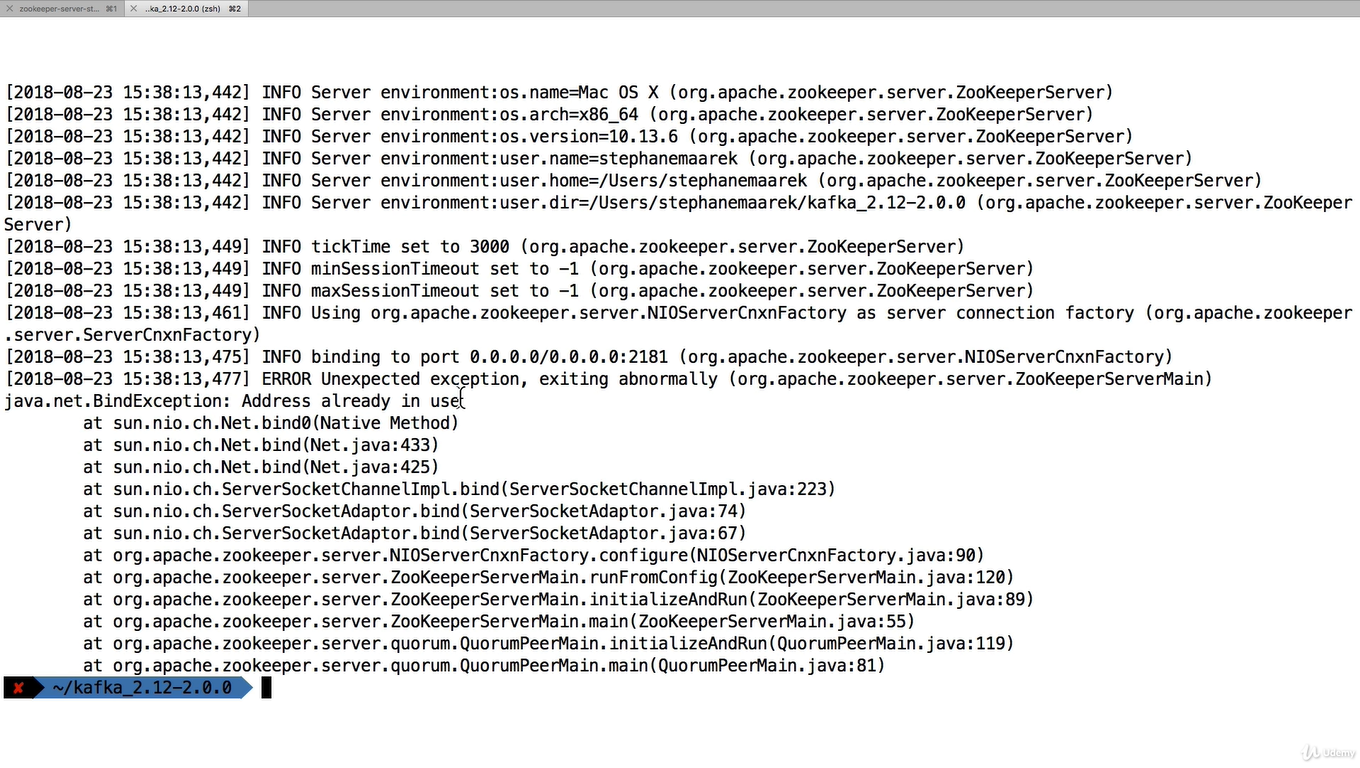 zookeeper-server-st... ⌘1
..ka_2.12-2.0.0 (zsh) ⌘2
[2018-08-23 15:38:13,442] INFO Server environment:os.name=Mac OS X (org.apache.zookeeper.server.ZooKeeperServer)
[2018-08-23 15:38:13,442] INFO Server environment:os.arch=x86_64 (org.apache.zookeeper.server.ZooKeeperServer)
[2018-08-23 15:38:13,442] INFO Server environment:os.version=10.13.6 (org.apache.zookeeper.server.ZooKeeperServer)
[2018-08-23 15:38:13,442] INFO Server environment:user.name=stephanemaarek (org.apache.zookeeper.server.ZooKeeperServer)
[2018-08-23 15:38:13,442] INFO Server environment:user.home=/Users/stephanemaarek (org.apache.zookeeper.server.ZooKeeperServer)
[2018-08-23 15:38:13,442] INFO Server environment:user.dir=/Users/stephanemaarek/kafka_2.12-2.0.0 (org.apache.zookeeper.server.ZooKeeper
Server)
[2018-08-23 15:38:13,449] INFO tickTime set to 3000 (org.apache.zookeeper.server.ZooKeeperServer)
[2018-08-23 15:38:13,449] INFO minSessionTimeout set to -1 (org.apache.zookeeper.server.ZooKeeperServer)
[2018-08-23 15:38:13,449] INFO maxSessionTimeout set to -1 (org.apache.zookeeper.server.ZooKeeperServer)
[2018-08-23 15:38:13,461] INFO Using org.apache.zookeeper.server.NIOServerCnxnFactory as server connection factory (org.apache.zookeeper
.server.ServerCnxnFactory)
[2018-08-23 15:38:13,475] INFO binding to port 0.0.0.0/0.0.0.0:2181 (org.apache.zookeeper.server.NIOServerCnxnFactory)
[2018-08-23 15:38:13,477] ERROR Unexpected exception, exiting abnormally (org.apache.zookeeper.server.ZooKeeperServerMain)
java.net.BindException: Address already in use
at sun.nio.ch.Net.bind0(Native Method)
at sun.nio.ch.Net.bind(Net.java:433)
at sun.nio.ch.Net.bind(Net.java:425)
at sun.nio.ch.ServerSocketChannelImpl.bind(ServerSocketChannelImpl.java:223)
at sun.nio.ch.ServerSocketAdaptor.bind(ServerSocketAdaptor.java:74)
at sun.nio.ch.ServerSocketAdaptor.bind(ServerSocketAdaptor.java:67)
at org.apache.zookeeper.server.NIOServerCnxnFactory.configure(NIOServerCnxnFactory.java:90)
at org.apache.zookeeper.server.ZooKeeperServerMain.runFromConfig(ZooKeeperServerMain.java:120)
at org.apache.zookeeper.server.ZooKeeperServerMain.initializeAndRun(ZooKeeperServerMain.java:89)
at org.apache.zookeeper.server.ZooKeeperServerMain.main(ZooKeeperServerMain.java:55)
at org.apache.zookeeper.server.quorum.QuorumPeerMain.initializeAndRun(QuorumPeerMain.java:119)
at org.apache.zookeeper.server.quorum.QuorumPeerMain.main(QuorumPeerMain.java:81)
✘ ~/kafka_2.12-2.0.0
Udemy